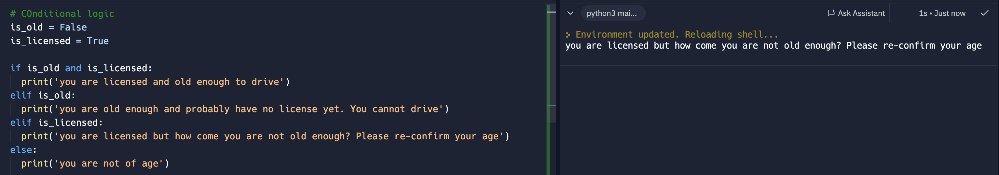 # COnditional logic
is_old = False
is_licensed = True
if is_old and is_licensed:
print('you are licensed and old enough to drive')
elif is_old:
print('you are old enough and probably have no license yet. You cannot drive')
elif is_licensed:
print('you are licensed but how come you are not old enough? Please re-confirm your age')
else:
print('you are not of age')
python3 mai...
Ask Assistant
1s • Just now
Environment updated. Reloading shell...
you are licensed but how come you are not old enough? Please re-confirm your age